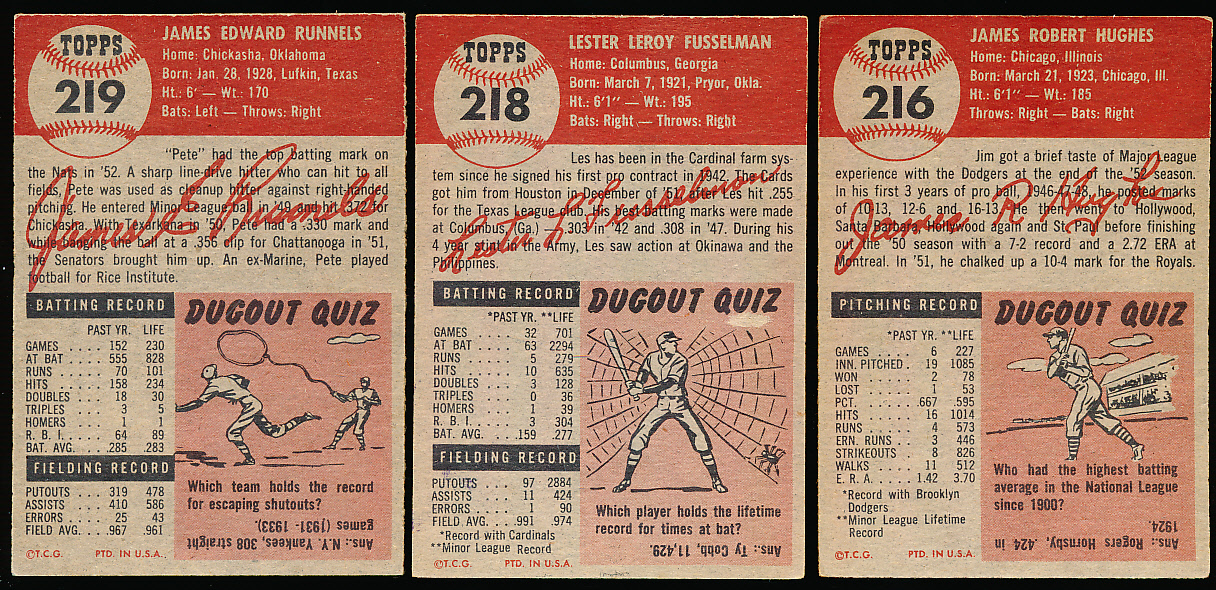 TOPPS
219
JAMES EDWARD RUNNELS
Home: Chickasha, Oklahoma
Born: Jan. 28, 1928, Lufkin, Texas
Ht.: 6' — Wt.: 170
Bats: Left — Throws: Right
"Pete" had the top batting mark on
the Nats in '52. A sharp line-drive hitter who can hit to all
fields, Pete was used as cleanup hitter against right-handed
pitching. He entered Minor League ball in '49 and hit .372 for
Chickasha. With Texarkana in '50, Pete had a .330 mark and
while banging the ball at a .356 clip for Chattanooga in '51,
the Senators brought him up. An ex-Marine, Pete played
football for Rice Institute.
James E Runnels
BATTING RECORD
PAST YR. LIFE
GAMES .... 152 230
AT BAT .... 555 828
RUNS .... 70 101
HITS .... 158 234
DOUBLES .. 18 30
TRIPLES ... 3 5
HOMERS ... 1 1
R. B. I. .... 64 89
BAT. AVG. ... .285 .283
FIELDING RECORD
PUTOUTS ... 319 478
ASSISTS .... 410 586
ERRORS .... 25 43
FIELD AVG. ... .967 .961
DUGOUT QUIZ
Which team holds the record
for escaping shutouts?
Ans.: N.Y. Yankees, 308 straight
games (1931- 1933).
©T.C.G. PTD. IN U.S.A.
TOPPS
218
LESTER LEROY FUSSELMAN
Home: Columbus, Georgia
Born: March 7, 1921, Pryor, Okla.
Ht.: 6'1" — Wt.: 195
Bats: Right — Throws: Right
Les has been in the Cardinal farm sys-
tem since he signed his first pro contract in 1942. The Cards
got him from Houston in December of '51 after Les hit .255
for the Texas League club. His best batting marks were made
at Columbus, (Ga.) — .303 in '42 and .308 in '47. During his
4 year stint in the Army, Les saw action at Okinawa and the
Philippines.
Lester L Fusselman
BATTING RECORD
*PAST YR. **LIFE
GAMES 32 701
AT BAT 63 2294
RUNS 5 279
HITS 10 635
DOUBLES 3 128
TRIPLES 0 36
HOMERS 1 39
R. B. I. 3 304
BAT. AVG. .159 .277
FIELDING RECORD
PUTOUTS 97 2884
ASSISTS 11 424
ERRORS 1 90
FIELD AVG. .991 .974
*Record with Cardinals
**Minor League Record
DUGOUT QUIZ
Which player holds the lifetime
record for times at bat?
Ans.: Ty Cobb, 11,429.
©T.C.G. PTD. IN U.S.A.
TOPPS
216
JAMES ROBERT HUGHES
Home: Chicago, Illinois
Born: March 21, 1923, Chicago, Ill.
Ht.: 6'1" — Wt.: 185
Throws: Right — Bats: Right
Jim got a brief taste of Major League
experience with the Dodgers at the end of the '52 season.
In his first 3 years of pro ball, 1946-47-48, he posted marks
of 10-13, 12-6 and 16-13. He then went to Hollywood,
Santa Barbara, Hollywood again and St. Paul before finishing
out the '50 season with a 7-2 record and a 2.72 ERA at
Montreal. In '51, he chalked up a 10-4 mark for the Royals.
James R Hughes
PITCHING RECORD
*PAST YR. **LIFE
GAMES .... 6 227
INN. PITCHED . 19 1085
WON .... 2 78
LOST .... 1 53
PCT. .... .667 .595
HITS .... 16 1014
RUNS .... 4 573
ERN. RUNS .. 3 446
STRIKEOUTS .. 8 826
WALKS .... 11 512
E. R. A. .... 1.42 3.70
*Record with Brooklyn
Dodgers
**Minor League Lifetime
Record
DUGOUT QUIZ
Who had the highest batting
average in the National League
since 1900?
Ans.: Rogers Hornsby, .424 in
1924.
©T.C.G. PTD. IN U.S.A.